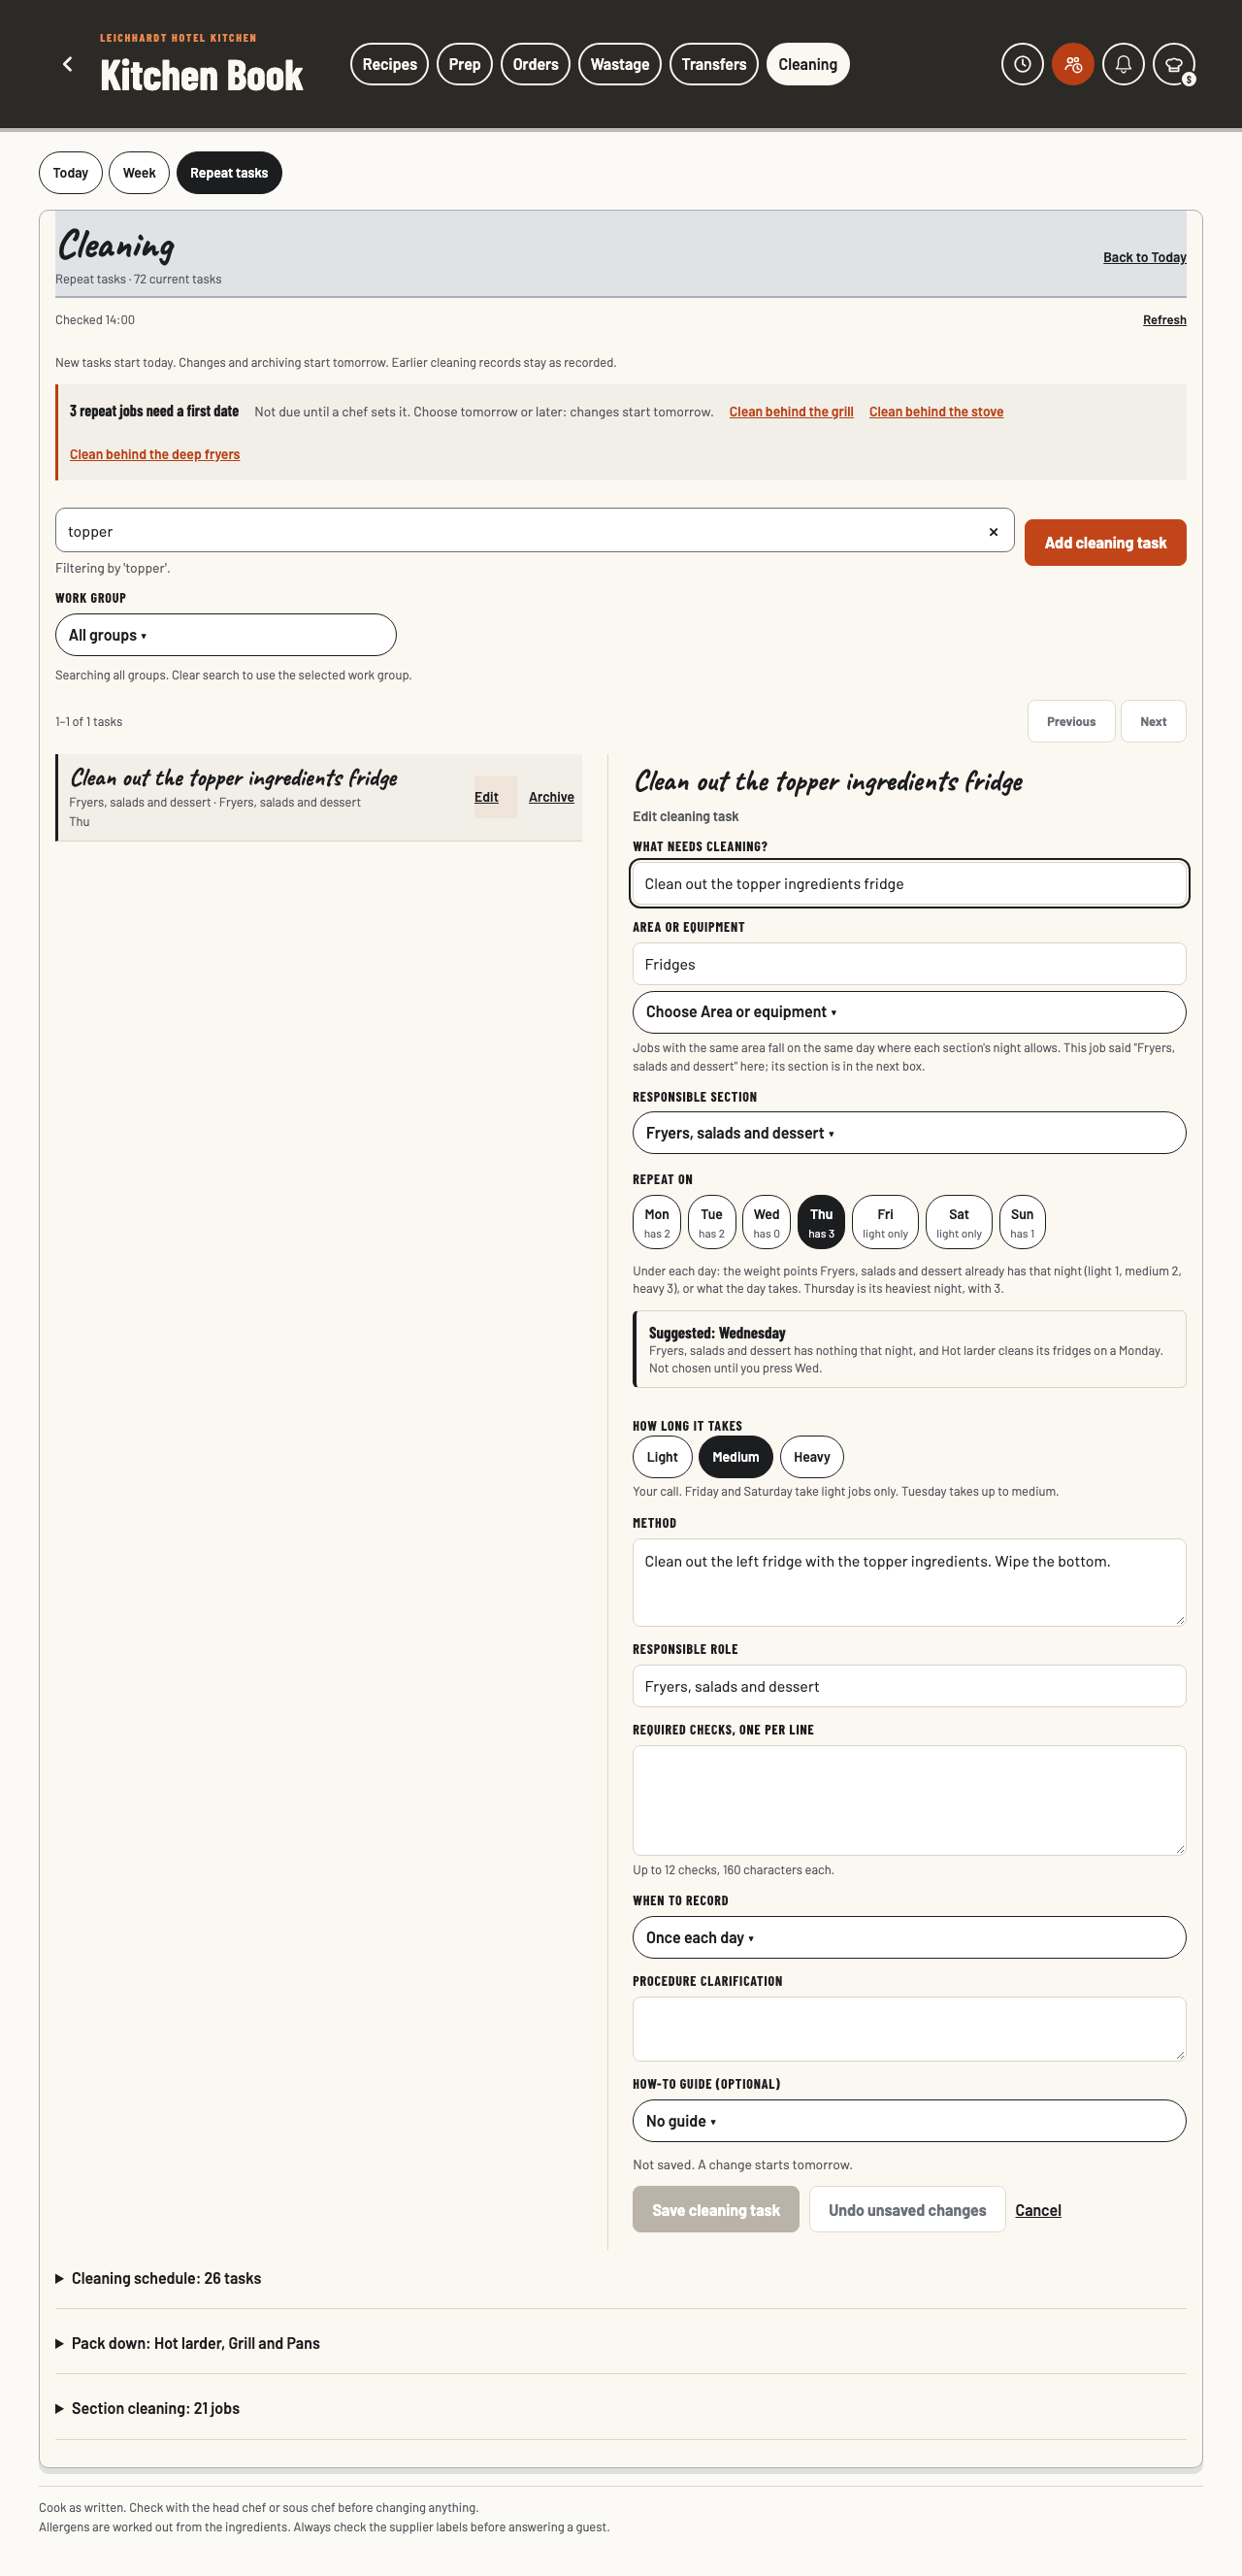 LEICHHARDT HOTEL KITCHEN
Kitchen Book
Recipes
Prep
Orders
Wastage
Transfers
Cleaning
$
Today
Week
Repeat tasks
Cleaning
Repeat tasks · 72 current tasks
Back to Today
Checked 14:00
Refresh
New tasks start today. Changes and archiving start tomorrow. Earlier cleaning records stay as recorded.
3 repeat jobs need a first date Not due until a chef sets it. Choose tomorrow or later: changes start tomorrow. Clean behind the grill Clean behind the stove
Clean behind the deep fryers
topper
Add cleaning task
Filtering by 'topper'.
WORK GROUP
All groups
Searching all groups. Clear search to use the selected work group.
1–1 of 1 tasks
Previous
Next
Clean out the topper ingredients fridge
Fryers, salads and dessert · Fryers, salads and dessert
Thu
Edit
Archive
Clean out the topper ingredients fridge
Edit cleaning task
WHAT NEEDS CLEANING?
Clean out the topper ingredients fridge
AREA OR EQUIPMENT
Fridges
Choose Area or equipment
Jobs with the same area fall on the same day where each section's night allows. This job said "Fryers,
salads and dessert" here; its section is in the next box.
RESPONSIBLE SECTION
Fryers, salads and dessert
REPEAT ON
Mon
has 2
Tue
has 2
Wed
has 0
Thu
has 3
Fri
light only
Sat
light only
Sun
has 1
Under each day: the weight points Fryers, salads and dessert already has that night (light 1, medium 2,
heavy 3), or what the day takes. Thursday is its heaviest night, with 3.
Suggested: Wednesday
Fryers, salads and dessert has nothing that night, and Hot larder cleans its fridges on a Monday.
Not chosen until you press Wed.
HOW LONG IT TAKES
Light
Medium
Heavy
Your call. Friday and Saturday take light jobs only. Tuesday takes up to medium.
METHOD
Clean out the left fridge with the topper ingredients. Wipe the bottom.
RESPONSIBLE ROLE
Fryers, salads and dessert
REQUIRED CHECKS, ONE PER LINE
Up to 12 checks, 160 characters each.
WHEN TO RECORD
Once each day
PROCEDURE CLARIFICATION
HOW-TO GUIDE (OPTIONAL)
No guide
Not saved. A change starts tomorrow.
Save cleaning task
Undo unsaved changes
Cancel
Cleaning schedule: 26 tasks
Pack down: Hot larder, Grill and Pans
Section cleaning: 21 jobs
Cook as written. Check with the head chef or sous chef before changing anything.
Allergens are worked out from the ingredients. Always check the supplier labels before answering a guest.